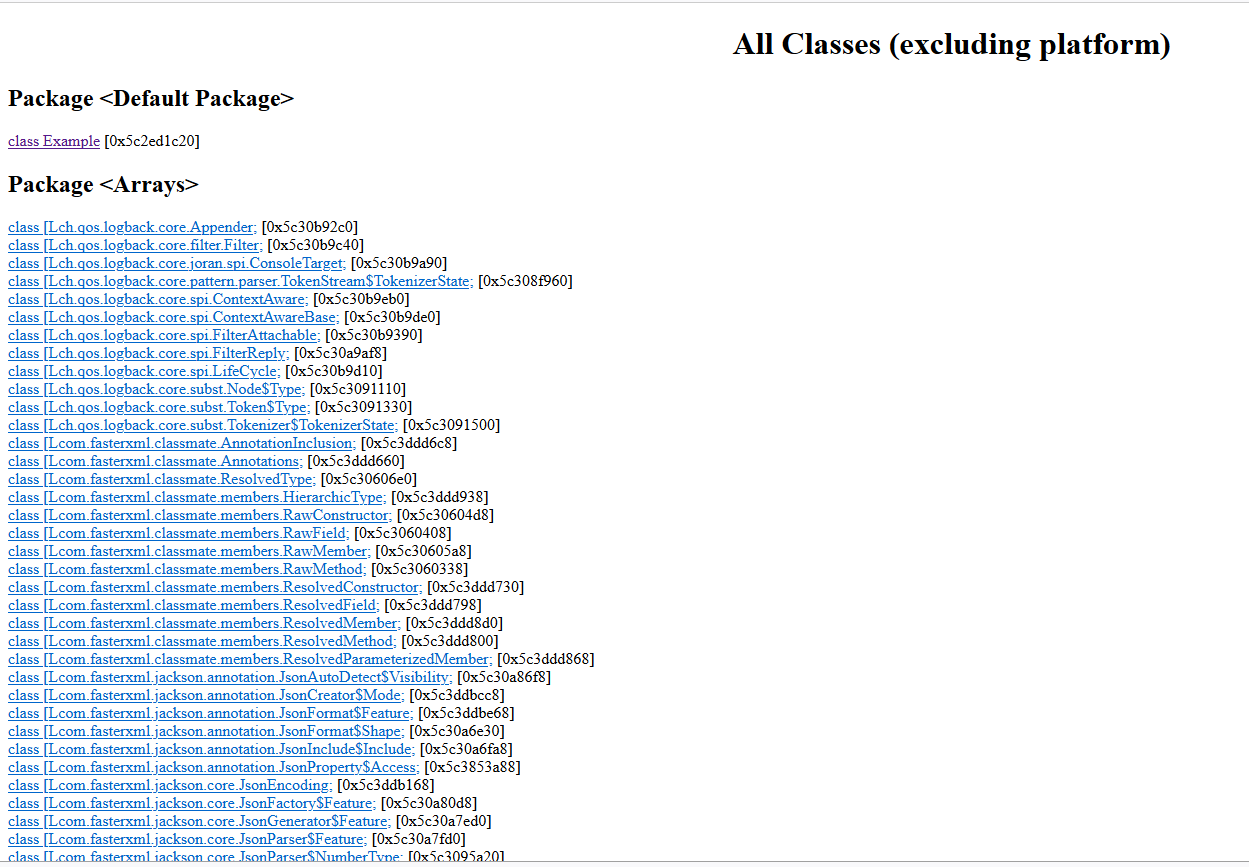 All Classes (excluding platform)
Package <Default Package>
class Example [0x5c2ed1c20]
Package <Arrays>
class [Lch.qos.logback.core.Appender; [0x5c30b92c0]
class [Lch.qos.logback.core.filter.Filter; [0x5c30b9c40]
class [Lch.qos.logback.core.joran.spi.ConsoleTarget; [0x5c30b9a90]
class [Lch.qos.logback.core.pattern.parser.TokenStream$TokenizerState; [0x5c308f960]
class [Lch.qos.logback.core.spi.ContextAware; [0x5c30b9eb0]
class [Lch.qos.logback.core.spi.ContextAwareBase; [0x5c30b9de0]
class [Lch.qos.logback.core.spi.FilterAttachable; [0x5c30b9390]
class [Lch.qos.logback.core.spi.FilterReply; [0x5c30a9af8]
class [Lch.qos.logback.core.spi.LifeCycle; [0x5c30b9d10]
class [Lch.qos.logback.core.subst.Node$Type; [0x5c3091110]
class [Lch.qos.logback.core.subst.Token$Type; [0x5c3091330]
class [Lch.qos.logback.core.subst.Tokenizer$TokenizerState; [0x5c3091500]
class [Lcom.fasterxml.classmate.AnnotationInclusion; [0x5c3ddd6c8]
class [Lcom.fasterxml.classmate.Annotations; [0x5c3ddd660]
class [Lcom.fasterxml.classmate.ResolvedType; [0x5c30606e0]
class [Lcom.fasterxml.classmate.members.HierarchicType; [0x5c3ddd938]
class [Lcom.fasterxml.classmate.members.RawConstructor; [0x5c30604d8]
class [Lcom.fasterxml.classmate.members.RawField; [0x5c3060408]
class [Lcom.fasterxml.classmate.members.RawMember; [0x5c30605a8]
class [Lcom.fasterxml.classmate.members.RawMethod; [0x5c3060338]
class [Lcom.fasterxml.classmate.members.ResolvedConstructor; [0x5c3ddd730]
class [Lcom.fasterxml.classmate.members.ResolvedField; [0x5c3ddd798]
class [Lcom.fasterxml.classmate.members.ResolvedMember; [0x5c3ddd8d0]
class [Lcom.fasterxml.classmate.members.ResolvedMethod; [0x5c3ddd800]
class [Lcom.fasterxml.classmate.members.ResolvedParameterizedMember; [0x5c3ddd868]
class [Lcom.fasterxml.jackson.annotation.JsonAutoDetect$Visibility; [0x5c30a86f8]
class [Lcom.fasterxml.jackson.annotation.JsonCreator$Mode; [0x5c3ddbcc8]
class [Lcom.fasterxml.jackson.annotation.JsonFormat$Feature; [0x5c3ddbe68]
class [Lcom.fasterxml.jackson.annotation.JsonFormat$Shape; [0x5c30a6e30]
class [Lcom.fasterxml.jackson.annotation.JsonInclude$Include; [0x5c30a6fa8]
class [Lcom.fasterxml.jackson.annotation.JsonProperty$Access; [0x5c3853a88]
class [Lcom.fasterxml.jackson.core.JsonEncoding; [0x5c3ddb168]
class [Lcom.fasterxml.jackson.core.JsonFactory$Feature; [0x5c30a80d8]
class [Lcom.fasterxml.jackson.core.JsonGenerator$Feature; [0x5c30a7ed0]
class [Lcom.fasterxml.jackson.core.JsonParser$Feature; [0x5c30a7fd0]
class [Lcom.fasterxml.jackson.core.JsonParser$NumberType; [0x5c3095a20]